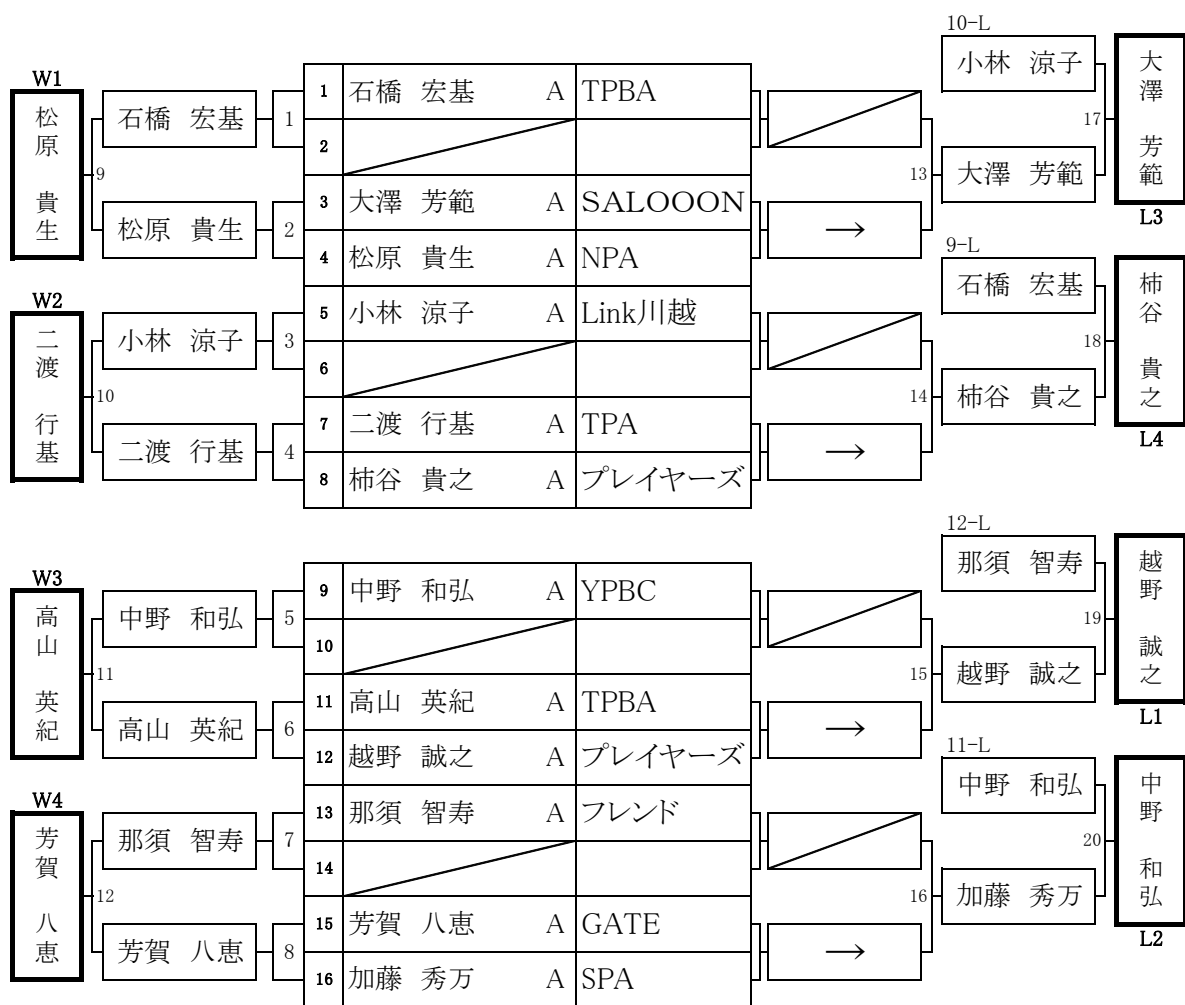 10-L
小林 涼子
大澤 芳範
17
13
大澤 芳範
L3
9-L
石橋 宏基
柿谷 貴之
18
14
柿谷 貴之
L4
W1
松原 貴生
石橋 宏基
1
9
松原 貴生
2
W2
二渡 行基
小林 涼子
3
10
二渡 行基
4
1 石橋 宏基 A TPBA
2
3 大澤 芳範 A SALOOON
4 松原 貴生 A NPA
5 小林 涼子 A Link川越
6
7 二渡 行基 A TPA
8 柿谷 貴之 A プレイヤーズ
→
→
12-L
那須 智寿
越野 誠之
19
15
越野 誠之
L1
11-L
中野 和弘
中野 和弘
20
16
加藤 秀万
L2
W3
高山 英紀
中野 和弘
5
11
高山 英紀
6
W4
芳賀 八恵
那須 智寿
7
12
芳賀 八恵
8
9 中野 和弘 A YPBC
10
11 高山 英紀 A TPBA
12 越野 誠之 A プレイヤーズ
13 那須 智寿 A フレンド
14
15 芳賀 八恵 A GATE
16 加藤 秀万 A SPA
→
→